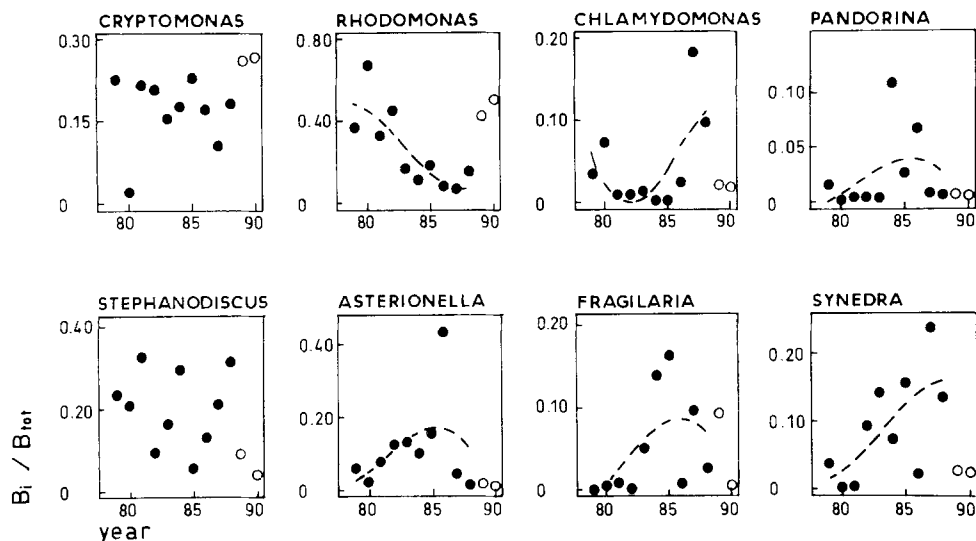 CRYPTOMONAS RHODOMONAS CHLAMYDOMONAS PANDORINA
0.30 0.80 0.20 0.10
0.15 0.40 0.10 0.05
0 0 0 0
80 85 90 80 85 90 80 85 90 80 85 90
STEPHANODISCUS ASTERIONELLA FRAGILARIA SYNEDRA
0.40 0.40 0.20 0.20
0.20 0.20 0.10 0.10
0 0 0 0
80 85 90 80 85 90 80 85 90 80 85 90
Bi / Btot
year